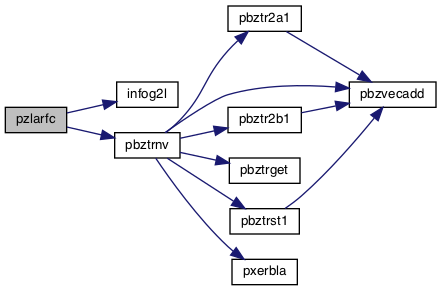 pbztr2a1
infog2l
pbzvecadd
pzlarfc
pbztr2b1
pbztrnv
pbztrget
pbztrst1
pxerbla